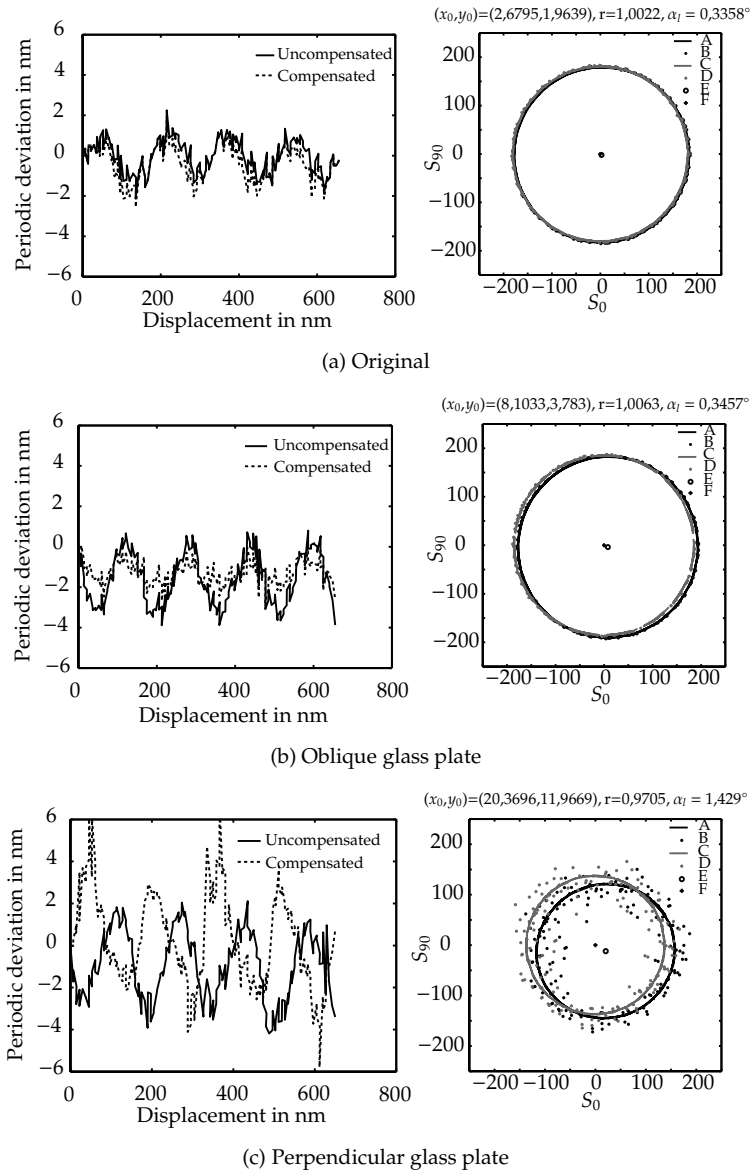 (x0,y0)=(2,6795,1,9639), r=1,0022, αl = 0,3358°
6
4
2
0
−2
−4
−6
Periodic deviation in nm
Uncompensated
Compensated
0 200 400 600 800
Displacement in nm
200
100
0
−100
−200
S90
A
B
C
D
E
F
−200 −100 0 100 200
S0
(a) Original
(x0,y0)=(8,1033,3,783), r=1,0063, αl = 0,3457°
6
4
2
0
−2
−4
−6
Periodic deviation in nm
Uncompensated
Compensated
0 200 400 600 800
Displacement in nm
200
100
0
−100
−200
S90
A
B
C
D
E
F
−200 −100 0 100 200
S0
(b) Oblique glass plate
(x0,y0)=(20,3696,11,9669), r=0,9705, αl = 1,429°
6
4
2
0
−2
−4
−6
Periodic deviation in nm
Uncompensated
Compensated
0 200 400 600 800
Displacement in nm
200
100
0
−100
−200
S90
A
B
C
D
E
F
−200 −100 0 100 200
S0
(c) Perpendicular glass plate